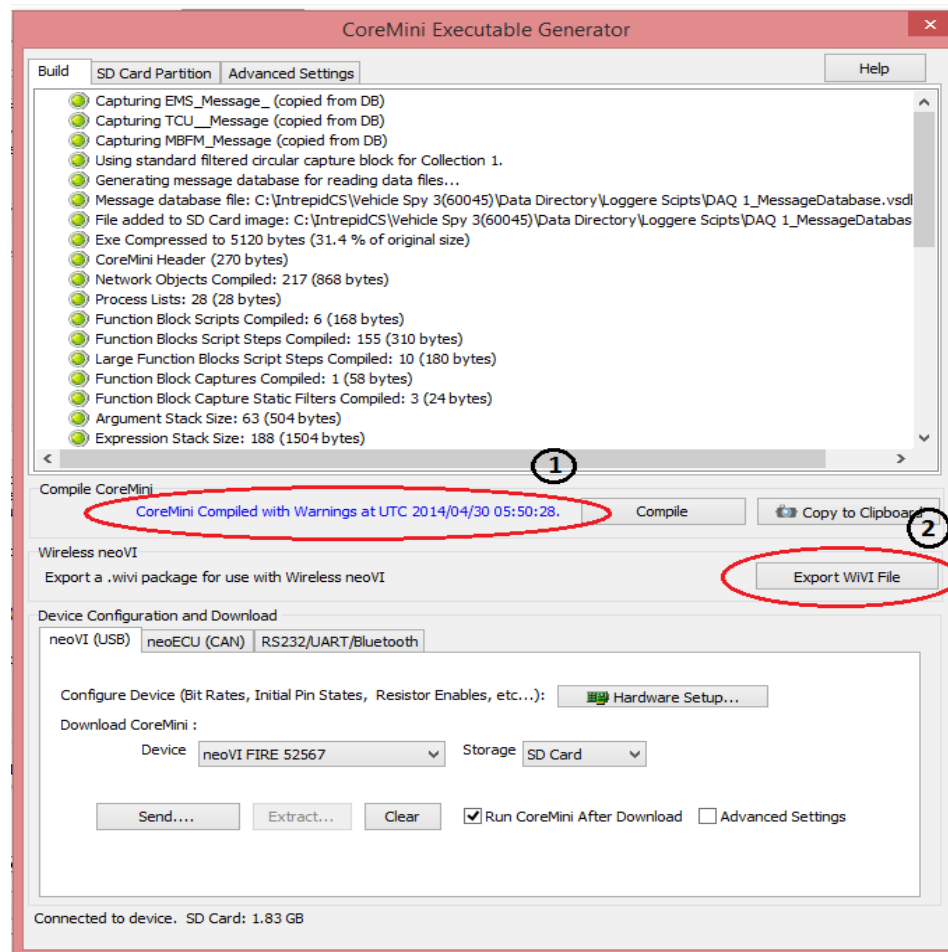 CoreMini Executable Generator
x
Build SD Card Partition Advanced Settings Help
Capturing EMS_Message_ (copied from DB)
Capturing TCU__Message (copied from DB)
Capturing MBFM_Message (copied from DB)
Using standard filtered circular capture block for Collection 1.
Generating message database for reading data files...
Message database file: C:\IntrepidCS\Vehicle Spy 3(60045)\Data Directory\Loggere Scipts\DAQ 1_MessageDatabase.vsdl
File added to SD Card image: C:\IntrepidCS\Vehicle Spy 3(60045)\Data Directory\Loggere Scipts\DAQ 1_MessageDatabas
Exe Compressed to 5120 bytes (31.4 % of original size)
CoreMini Header (270 bytes)
Network Objects Compiled: 217 (868 bytes)
Process Lists: 28 (28 bytes)
Function Block Scripts Compiled: 6 (168 bytes)
Function Blocks Script Steps Compiled: 155 (310 bytes)
Large Function Blocks Script Steps Compiled: 10 (180 bytes)
Function Block Captures Compiled: 1 (58 bytes)
Function Block Capture Static Filters Compiled: 3 (24 bytes)
Argument Stack Size: 63 (504 bytes)
Expression Stack Size: 188 (1504 bytes)
1
Compile CoreMini
CoreMini Compiled with Warnings at UTC 2014/04/30 05:50:28. Compile Copy to Clipboard
2
Wireless neoVI
Export a .wivi package for use with Wireless neoVI Export WiVI File
Device Configuration and Download
neoVI (USB) neoECU (CAN) RS232/UART/Bluetooth
Configure Device (Bit Rates, Initial Pin States, Resistor Enables, etc...): Hardware Setup...
Download CoreMini :
Device neoVI FIRE 52567 Storage SD Card
Send.... Extract... Clear Run CoreMini After Download Advanced Settings
Connected to device. SD Card: 1.83 GB